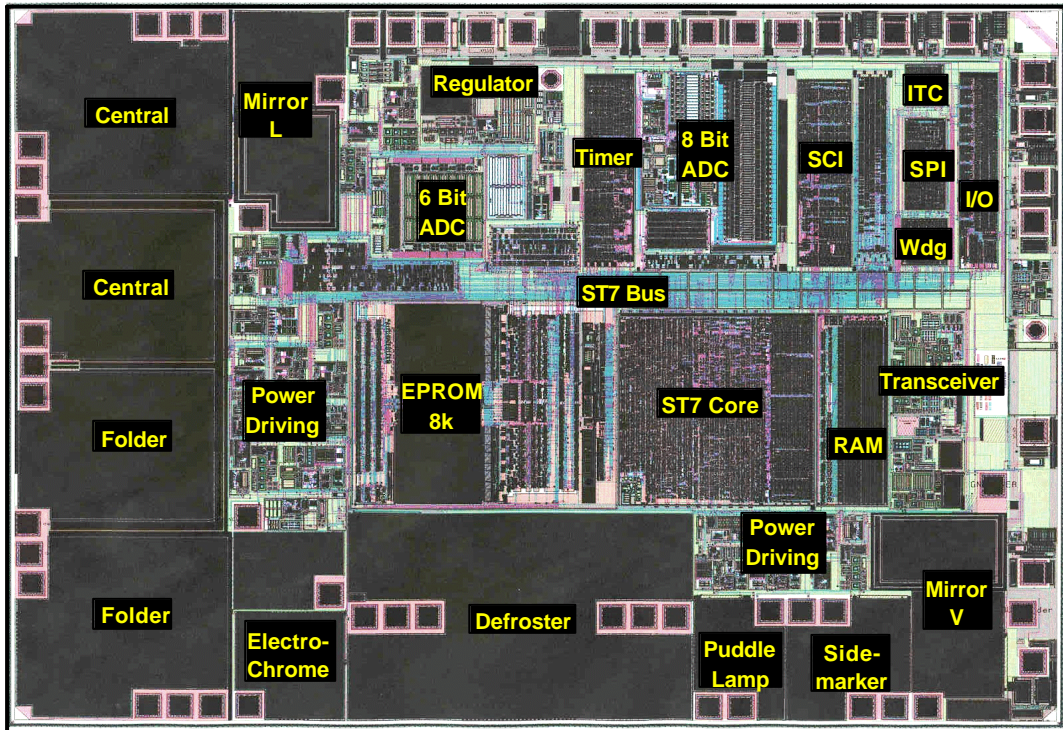 Central
Mirror
L
Regulator
Timer
8 Bit
ADC
SCI
ITC
SPI
I/O
Wdg
6 Bit
ADC
Central
ST7 Bus
Power
Driving
EPROM
8k
ST7 Core
Transceiver
RAM
Folder
Power
Driving
Folder
Electro-
Chrome
Defroster
Puddle
Lamp
Side-
marker
Mirror
V